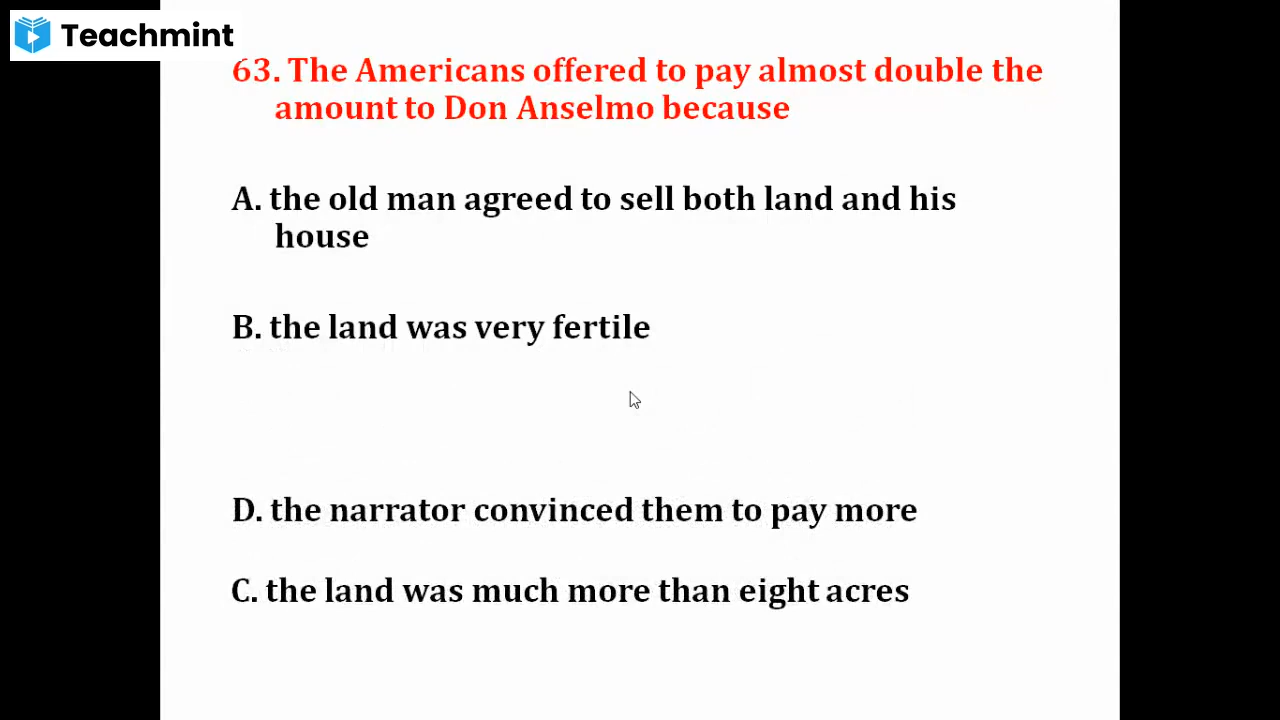 Teachmint
63. The Americans offered to pay almost double the
amount to Don Anselmo because
A. the old man agreed to sell both land and his
house
B. the land was very fertile
D. the narrator convinced them to pay more
C. the land was much more than eight acres